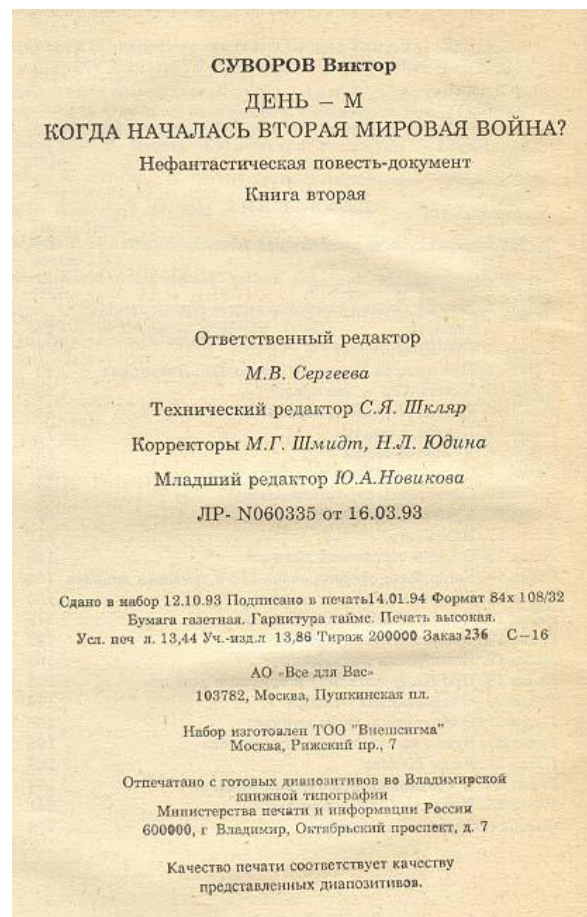 СУВОРОВ Виктор
ДЕНЬ – М
КОГДА НАЧАЛАСЬ ВТОРАЯ МИРОВАЯ ВОЙНА?
Нефантастическая повесть-документ
Книга вторая
Ответственный редактор
М.В. Сергеева
Технический редактор С.Я. Шкляр
Корректоры М.Г. Шмидт, Н.Л. Юдина
Младший редактор Ю.А.Новикова
ЛР- N060335 от 16.03.93
Сдано в набор 12.10.93 Подписано в печать14.01.94 Формат 84х 108/32
Бумага газетная. Гарнитура таймс. Печать высокая.
Усл. печ л. 13,44 Уч.-изд.л 13,86 Тираж 200000 Заказ 236 С–16
АО «Все для Вас»
103782, Москва, Пушкинская пл.
Набор изготовлен ТОО "Внешсигма"
Москва, Рижский пр., 7
Отпечатано с готовых диапозитивов во Владимирской
книжной типографии
Министерства печати и информации России
600000, г Владимир, Октябрьский проспект, д. 7
Качество печати соответствует качеству
представленных диапозитивов.